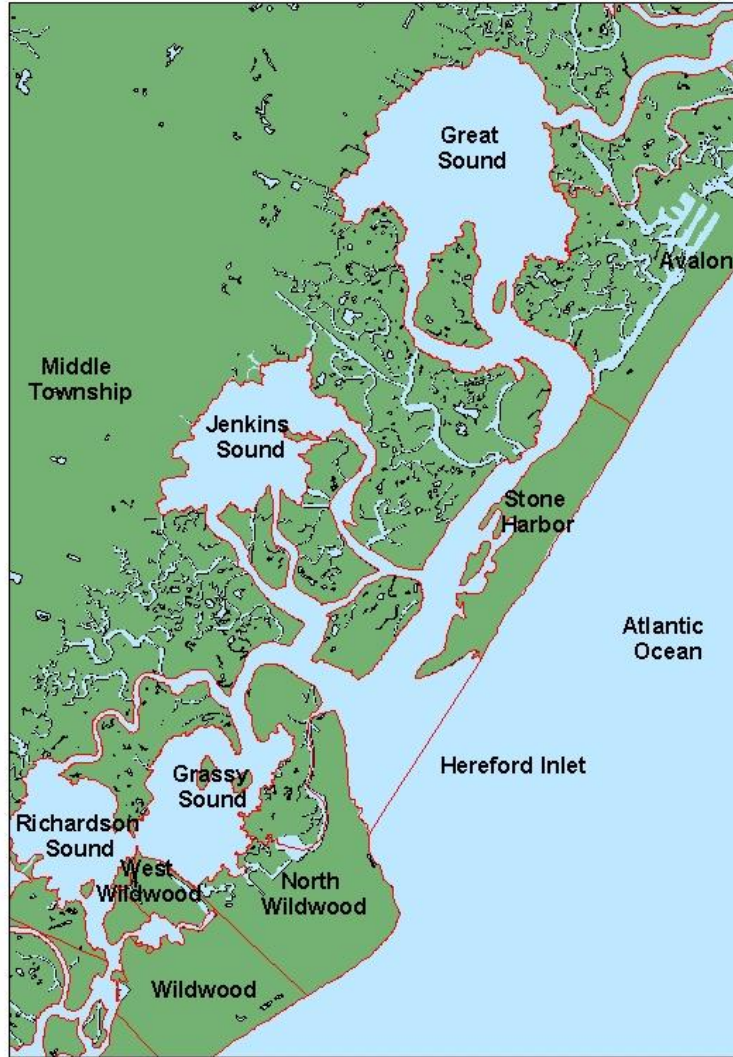 Great
Sound
Avalon
Middle
Township
Jenkins
Sound
Stone
Harbor
Atlantic
Ocean
Hereford Inlet
Grassy
Sound
Richardson
Sound
West
Wildwood
North
Wildwood
Wildwood